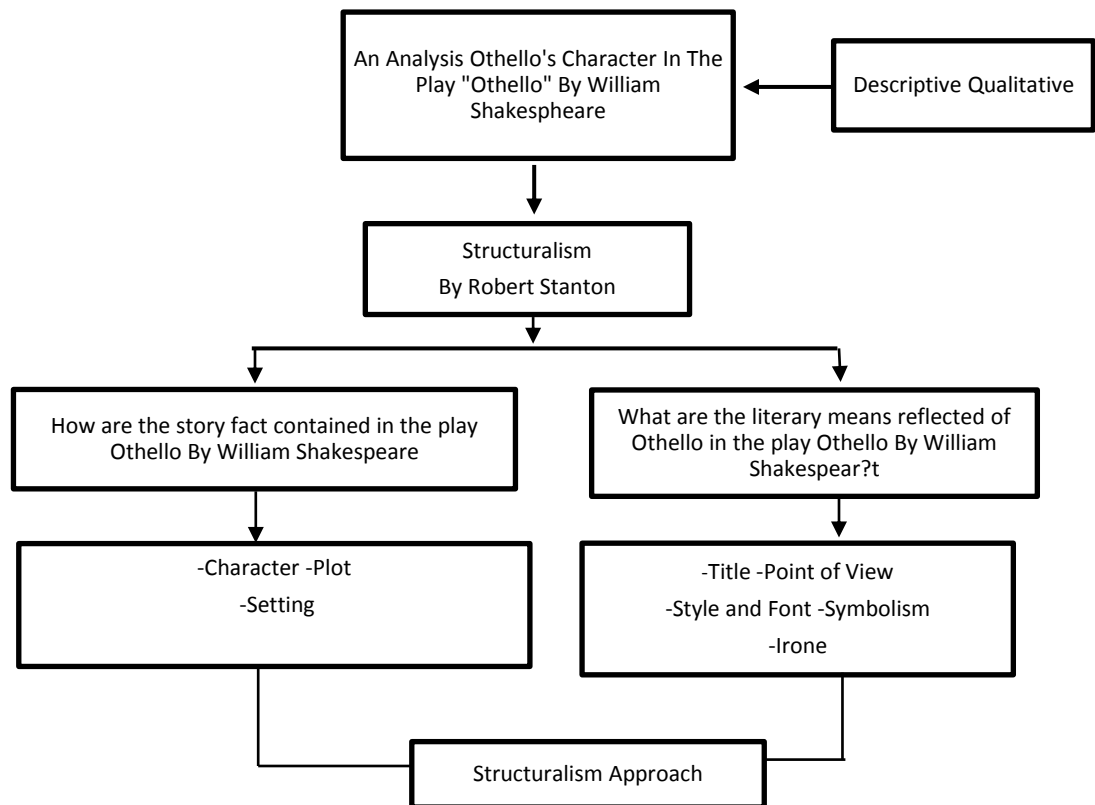 An Analysis Othello's Character In The
Play "Othello" By William
Shakespheare
Descriptive Qualitative
Structuralism
By Robert Stanton
How are the story fact contained in the play
Othello By William Shakespeare
What are the literary means reflected of
Othello in the play Othello By William
Shakespear?t
-Character -Plot
-Setting
-Title -Point of View
-Style and Font -Symbolism
-Irone
Structuralism Approach